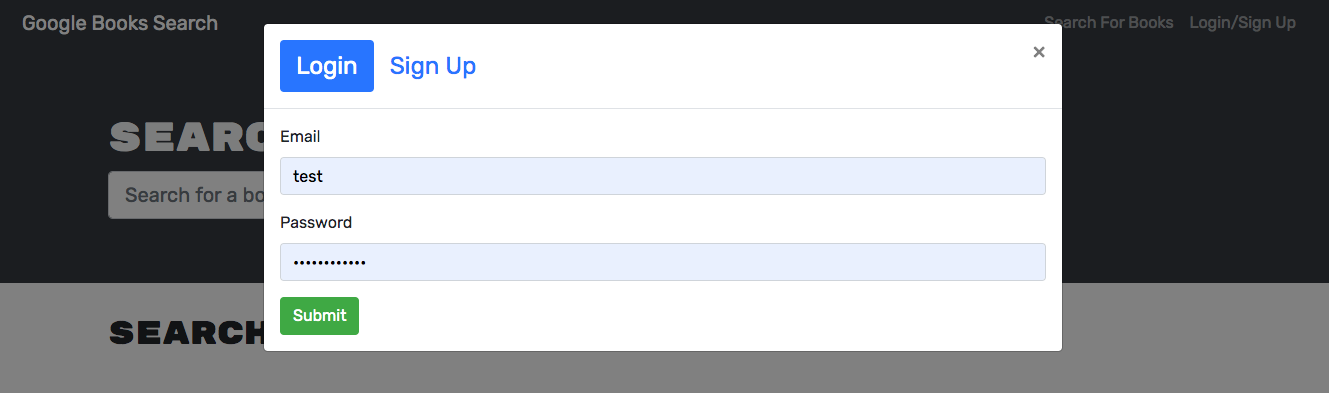 Google Books Search
Search For Books
Login/Sign Up
Login
Sign Up
×
SEARC
Search for a bo
Email
test
Password
••••••••••••
Submit
SEARCH